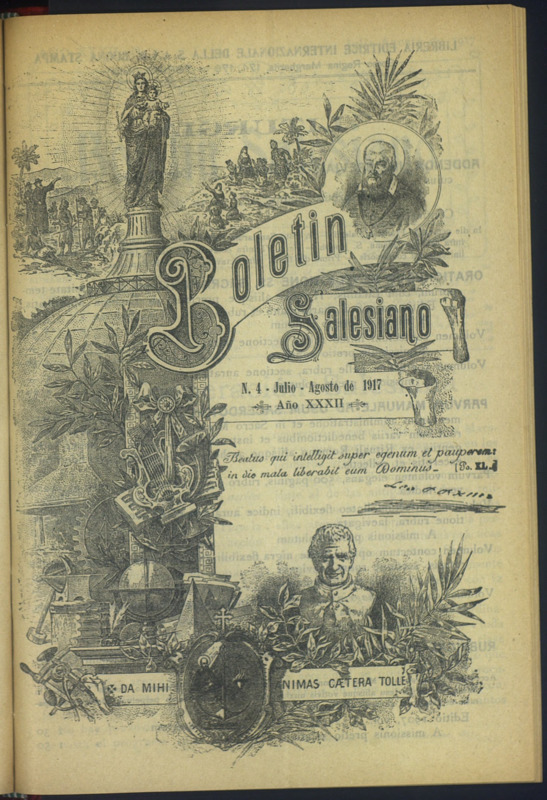 Boletin
Salesiano
N. 4 - Julio - Agosto de 1917
Año XXXII
Beatus qui intelligit super egenum et pauperem:
in die mala liberabit eum Dominus. [Ps. XL.]
DA MIHI ANIMAS CÆTERA TOLLE